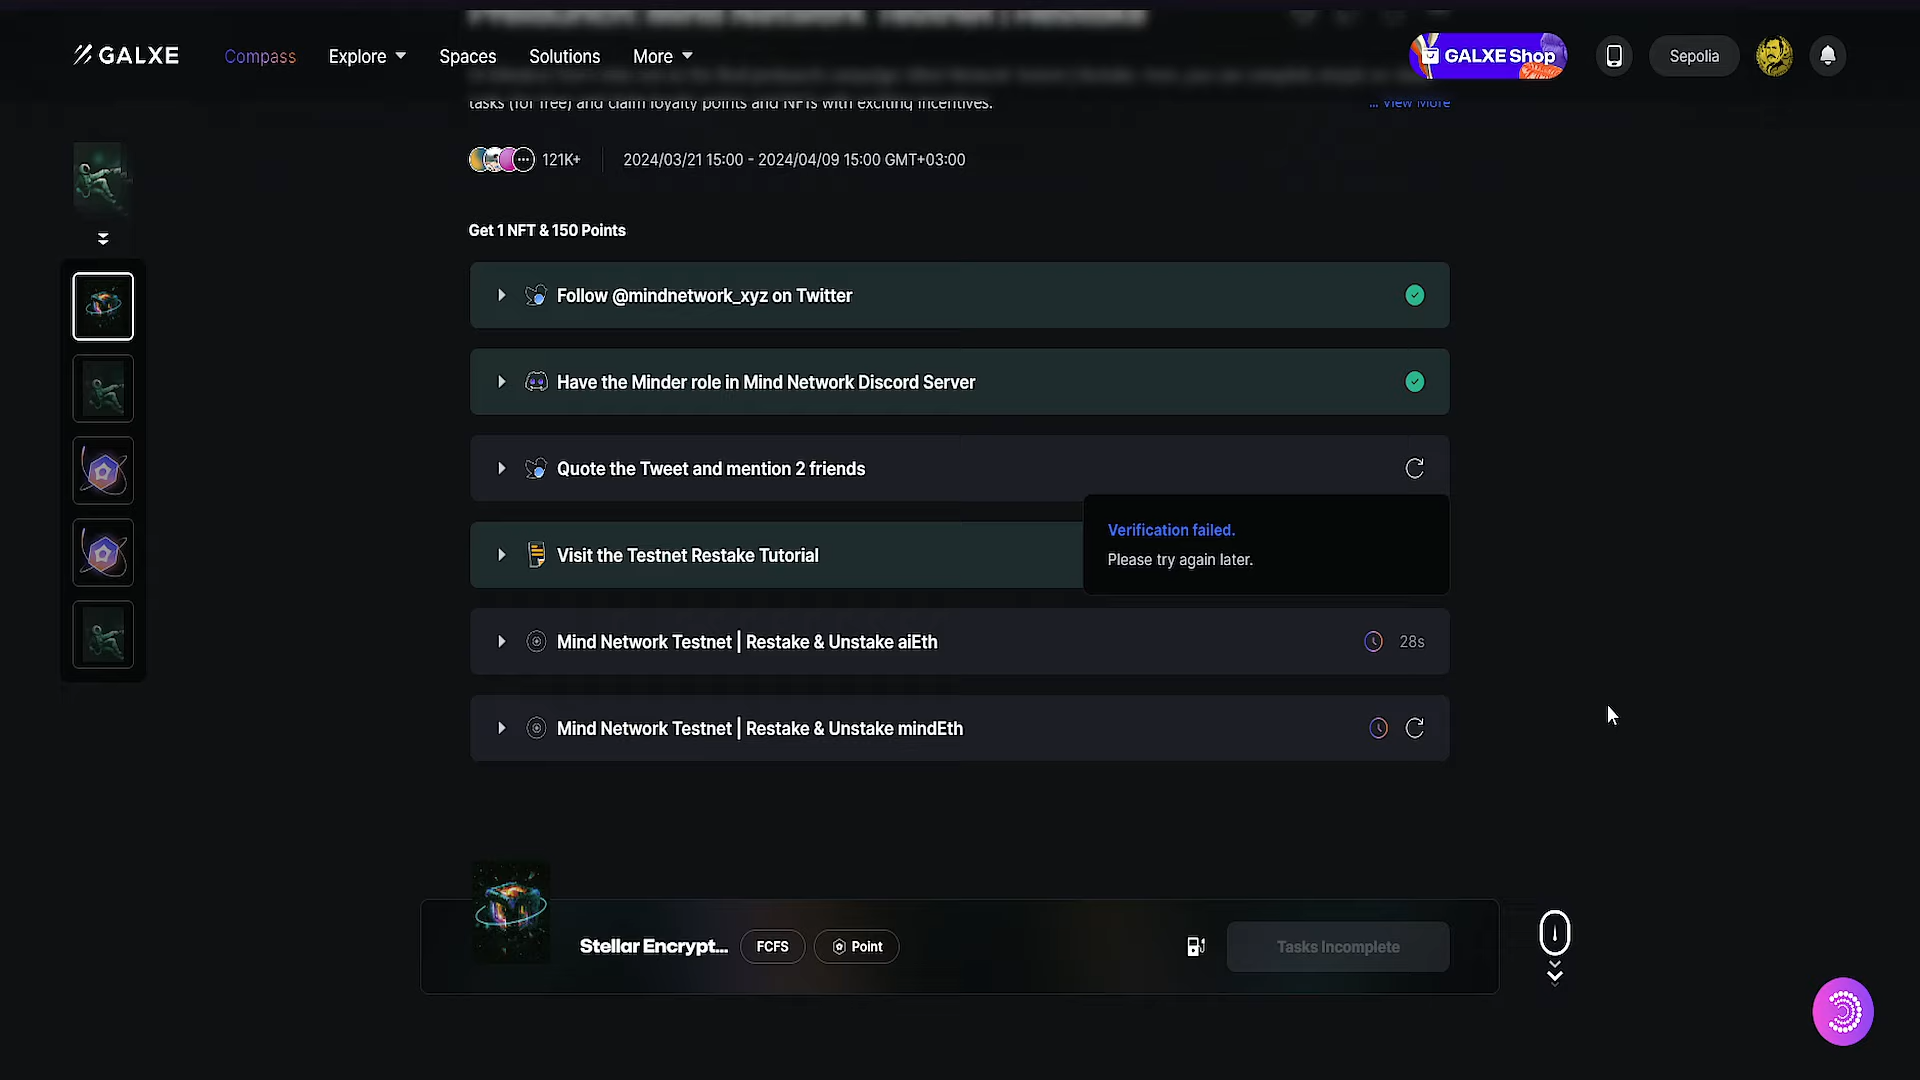 Mind Network Testnet | Restake
GALXE
Compass
Explore
Spaces
Solutions
More
GALXE Shop
Sepolia
tasks (for free) and claim loyalty points and NFTs with exciting incentives.
... View More
121K+
2024/03/21 15:00 - 2024/04/09 15:00 GMT+03:00
Get 1 NFT & 150 Points
Follow @mindnetwork_xyz on Twitter
Have the Minder role in Mind Network Discord Server
Quote the Tweet and mention 2 friends
Verification failed.
Please try again later.
Visit the Testnet Restake Tutorial
Mind Network Testnet | Restake & Unstake aiEth
28s
Mind Network Testnet | Restake & Unstake mindEth
Stellar Encrypt...
FCFS
Point
Tasks Incomplete